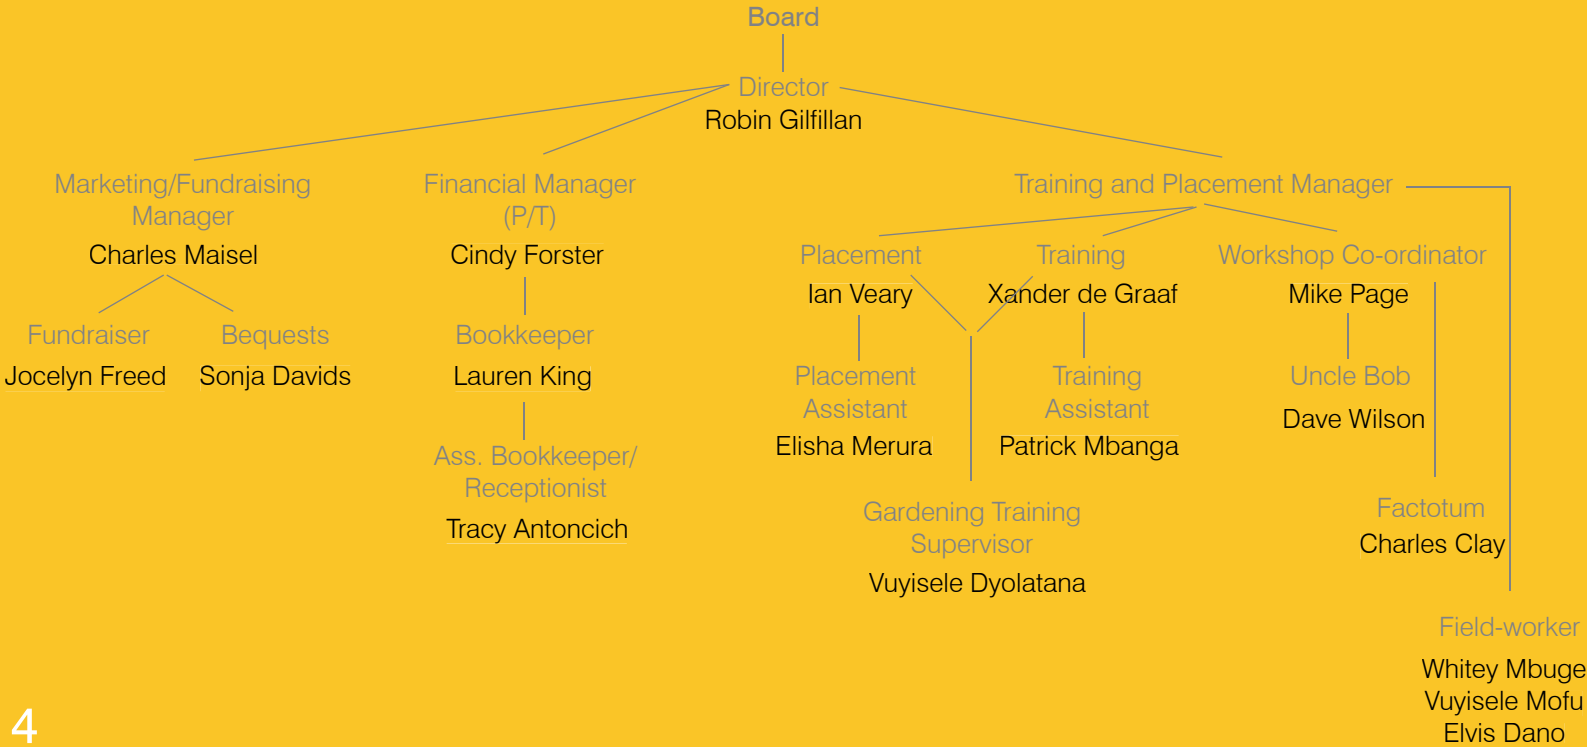 Board
Director
Robin Gilfillan
Marketing/Fundraising
Manager
Charles Maisel
Financial Manager
(P/T)
Cindy Forster
Training and Placement Manager
Placement
Ian Veary
Training
Xander de Graaf
Workshop Co-ordinator
Mike Page
Fundraiser
Jocelyn Freed
Bequests
Sonja Davids
Bookkeeper
Lauren King
Placement
Assistant
Elisha Merura
Training
Assistant
Patrick Mbanga
Uncle Bob
Dave Wilson
Ass. Bookkeeper/
Receptionist
Tracy Antoncich
Gardening Training
Supervisor
Vuyisele Dyolatana
Factotum
Charles Clay
Field-worker
Whitey Mbuge
Vuyisele Mofu
Elvis Dano
4